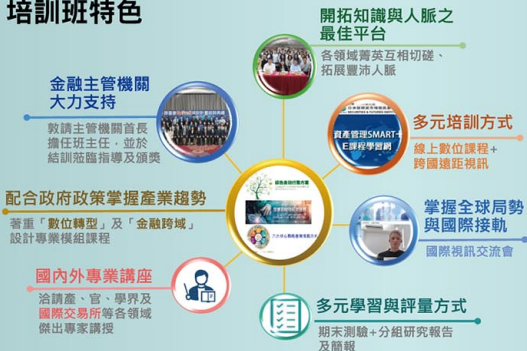 培訓班特色
開拓知識與人脈之
最佳平台
各領域菁英互相切磋、
拓展豐沛人脈
金融主管機關
大力支持
敦請主管機關首長
擔任班主任,並於
結訓蒞臨指導及頒獎
多元培訓方式
線上數位課程+
跨國遠距視訊
資產管理SMART+
E課程學習網
配合政府政策掌握產業趨勢
著重「數位轉型」及「金融跨域」
設計專業模組課程
掌握全球局勢
與國際接軌
國際視訊交流會
國內外專業講座
洽請產、官、學界及
國際交易所等各領域
傑出專家講授
多元學習與評量方式
期末測驗+分組研究報告
及簡報